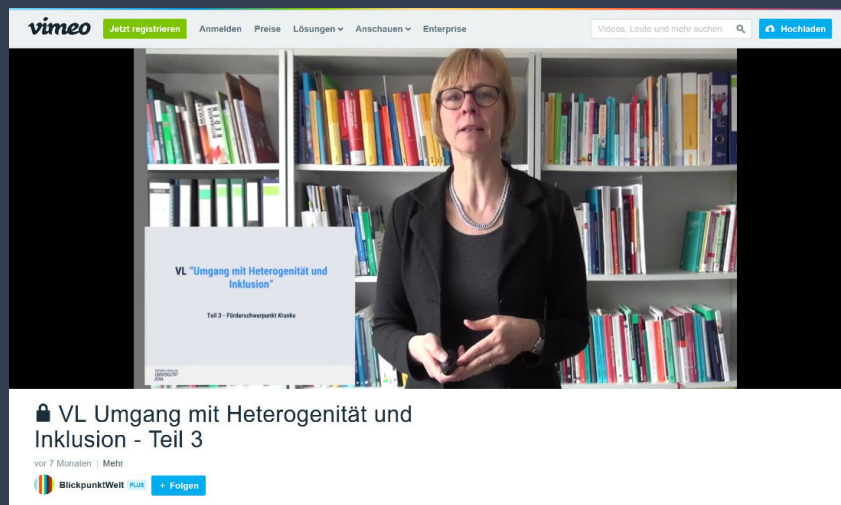 vimeo Jetzt registrieren Anmelden Preise Lösungen Anschauen Enterprise Videos, Leute und mehr suchen Hochladen
VL "Umgang mit Heterogenität und
Inklusion"
Teil 3 - Förderschwerpunkt Kranke
UNIVERSITÄT
JENA
VL Umgang mit Heterogenität und
Inklusion - Teil 3
vor 7 Monaten | Mehr
BlickpunktWelt PLUS + Folgen